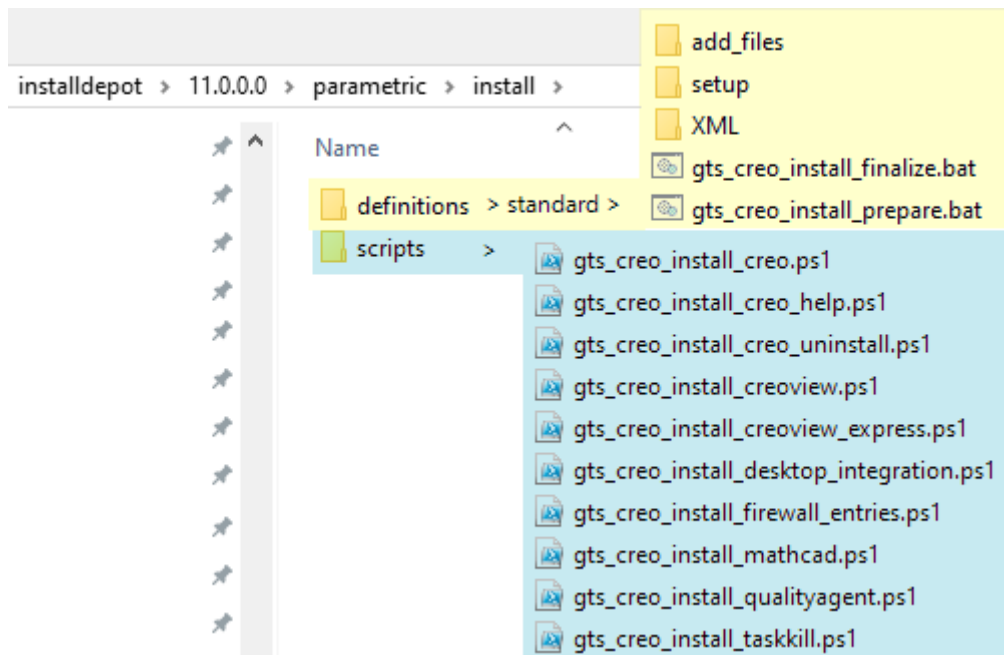 add_files
setup
installdepot > 11.0.0.0 > parametric > install >
XML
Name
gts_creo_install_finalize.bat
definitions > standard >
gts_creo_install_prepare.bat
scripts >
gts_creo_install_creo.ps1
gts_creo_install_creo_help.ps1
gts_creo_install_creo_uninstall.ps1
gts_creo_install_creoview.ps1
gts_creo_install_creoview_express.ps1
gts_creo_install_desktop_integration.ps1
gts_creo_install_firewall_entries.ps1
gts_creo_install_mathcad.ps1
gts_creo_install_qualityagent.ps1
gts_creo_install_taskkill.ps1